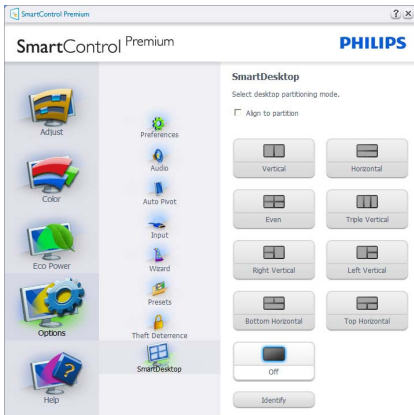 SmartControl Premium
SmartControl Premium
PHILIPS
Adjust
Color
Eco Power
Options
Help
Preferences
Audio
Auto Pivot
Input
Wizard
Presets
Theft Deterrence
SmartDesktop
SmartDesktop
Select desktop partitioning mode.
Align to partition
Vertical
Horizontal
Even
Triple Vertical
Right Vertical
Left Vertical
Bottom Horizontal
Top Horizontal
Off
Identify